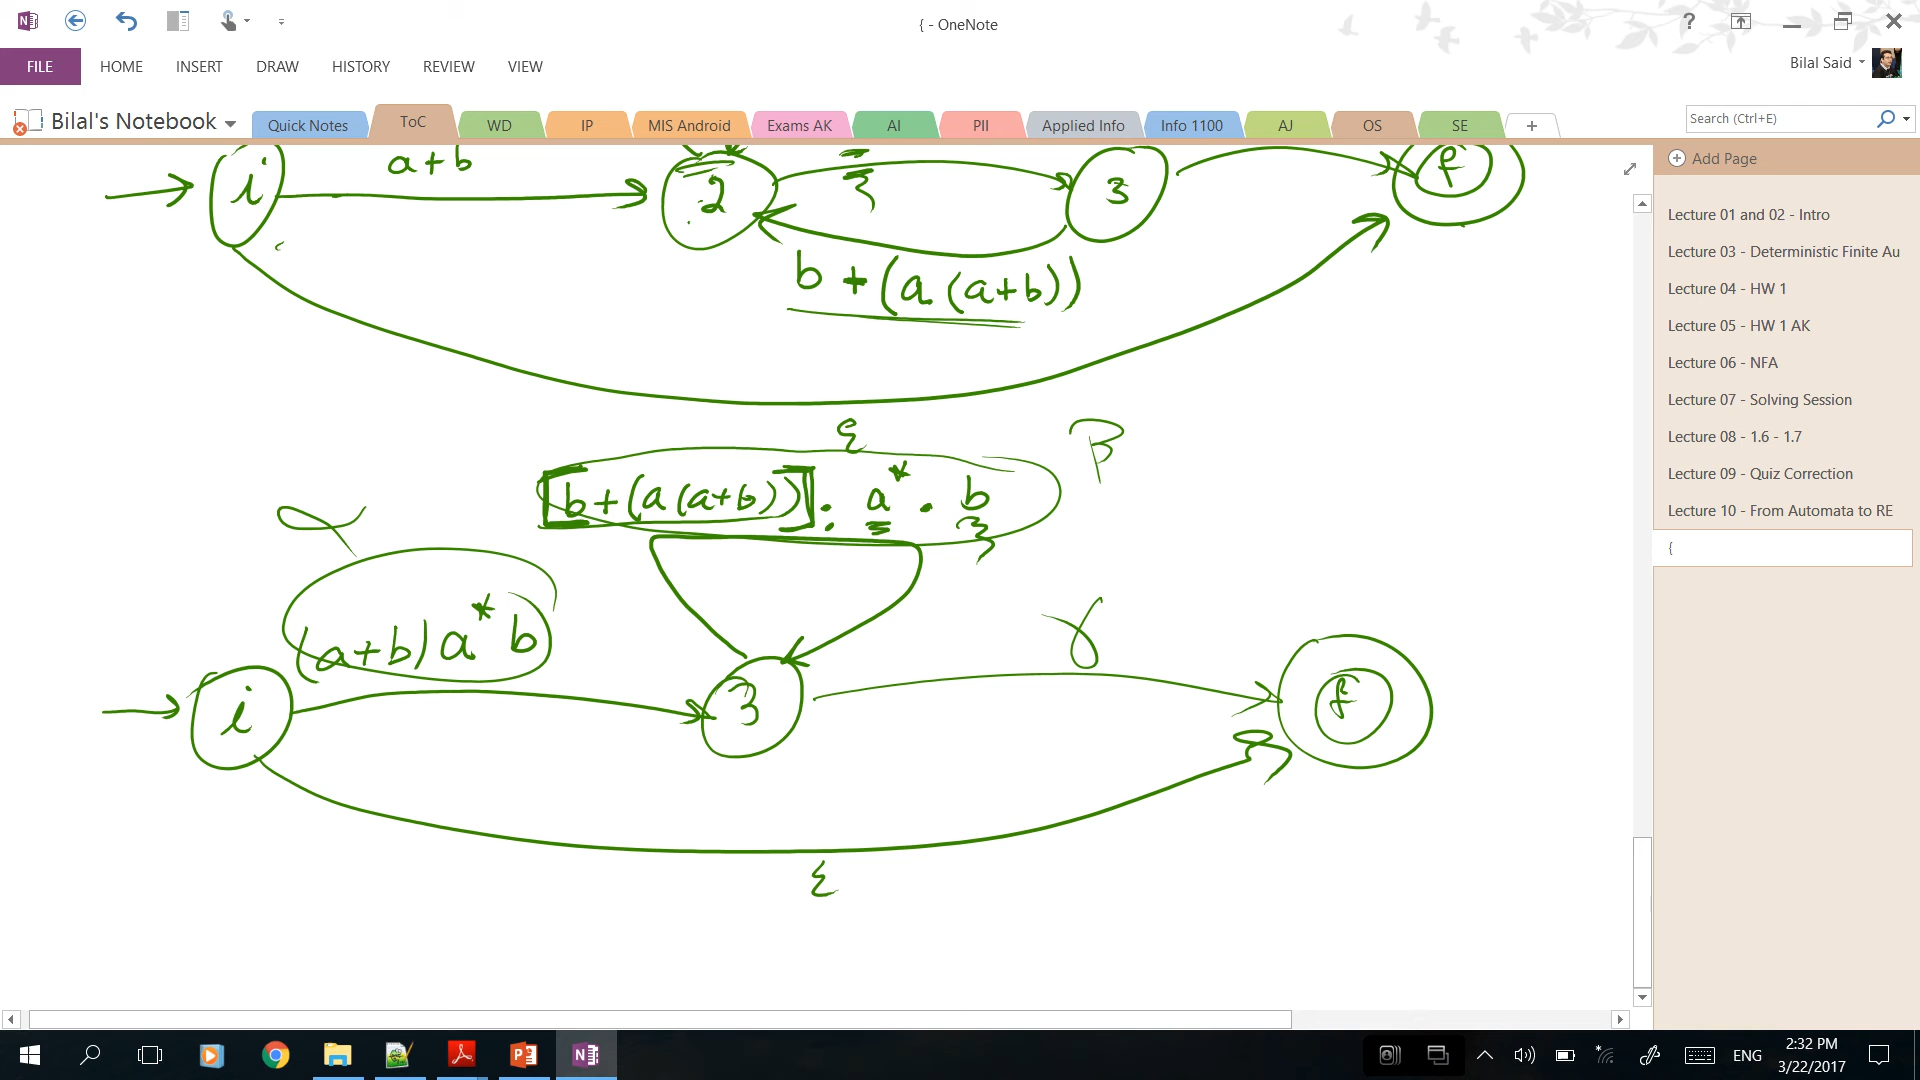 { - OneNote
?
FILE HOME INSERT DRAW HISTORY REVIEW VIEW
Bilal Said
Bilal's Notebook
Quick Notes ToC WD IP MIS Android Exams AK AI PII Applied Info Info 1100 AJ OS SE +
Search (Ctrl+E)
Add Page
Lecture 01 and 02 - Intro
Lecture 03 - Deterministic Finite Au
Lecture 04 - HW 1
Lecture 05 - HW 1 AK
Lecture 06 - NFA
Lecture 07 - Solving Session
Lecture 08 - 1.6 - 1.7
Lecture 09 - Quiz Correction
Lecture 10 - From Automata to RE
{
a+b
i 2 3 f
b + (a (a+b))
ε
β
[b+(a(a+b))] . a* . b
α
(a+b) a* b
γ
i 3 f
ε
ENG
2:32 PM
3/22/2017